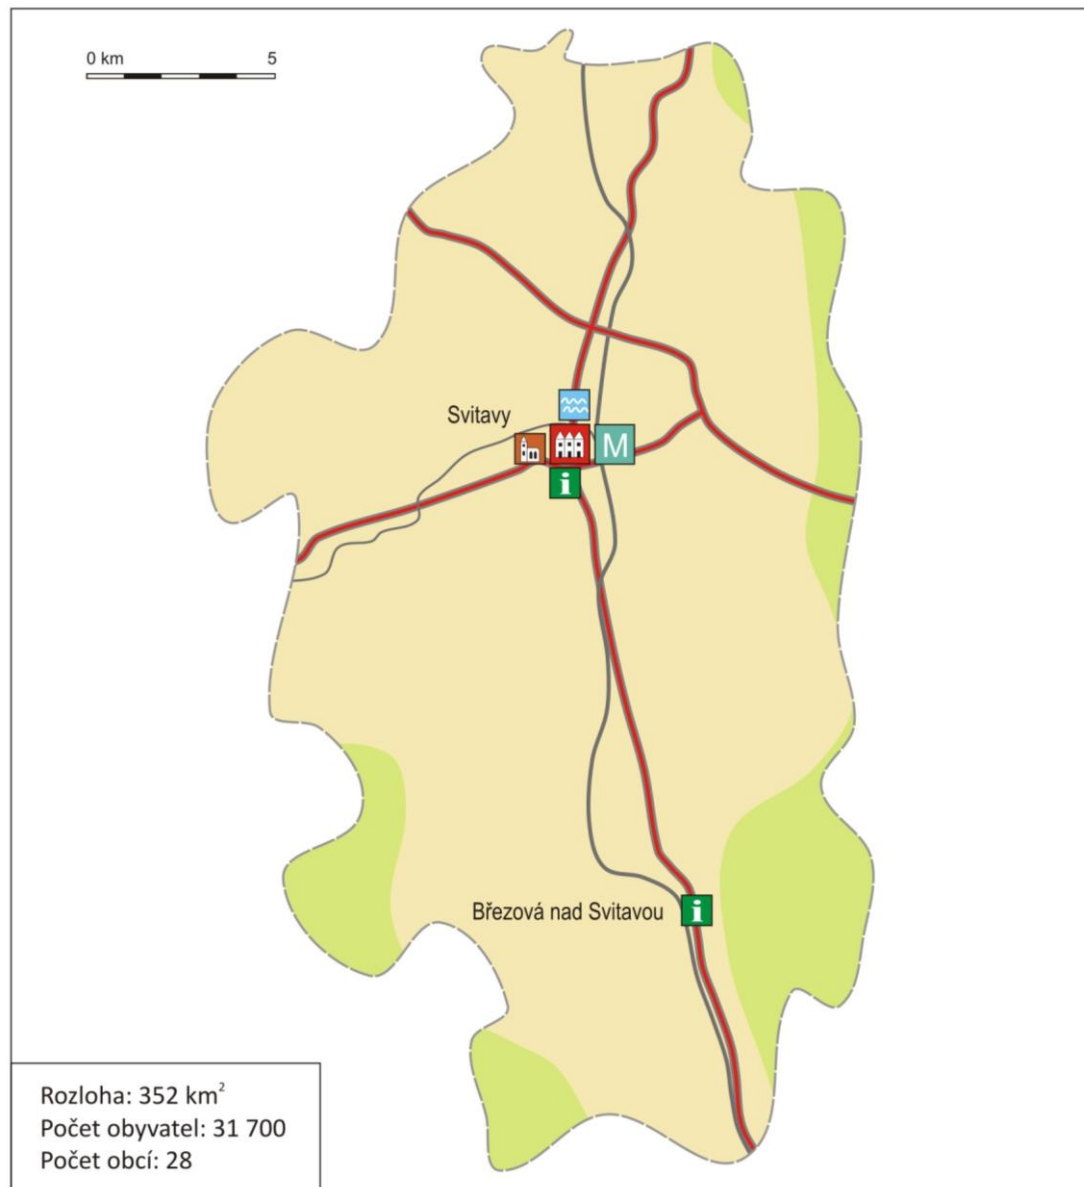 0 km 5
Svitavy
M
i
Březová nad Svitavou
i
Rozloha: 352 km²
Počet obyvatel: 31 700
Počet obcí: 28